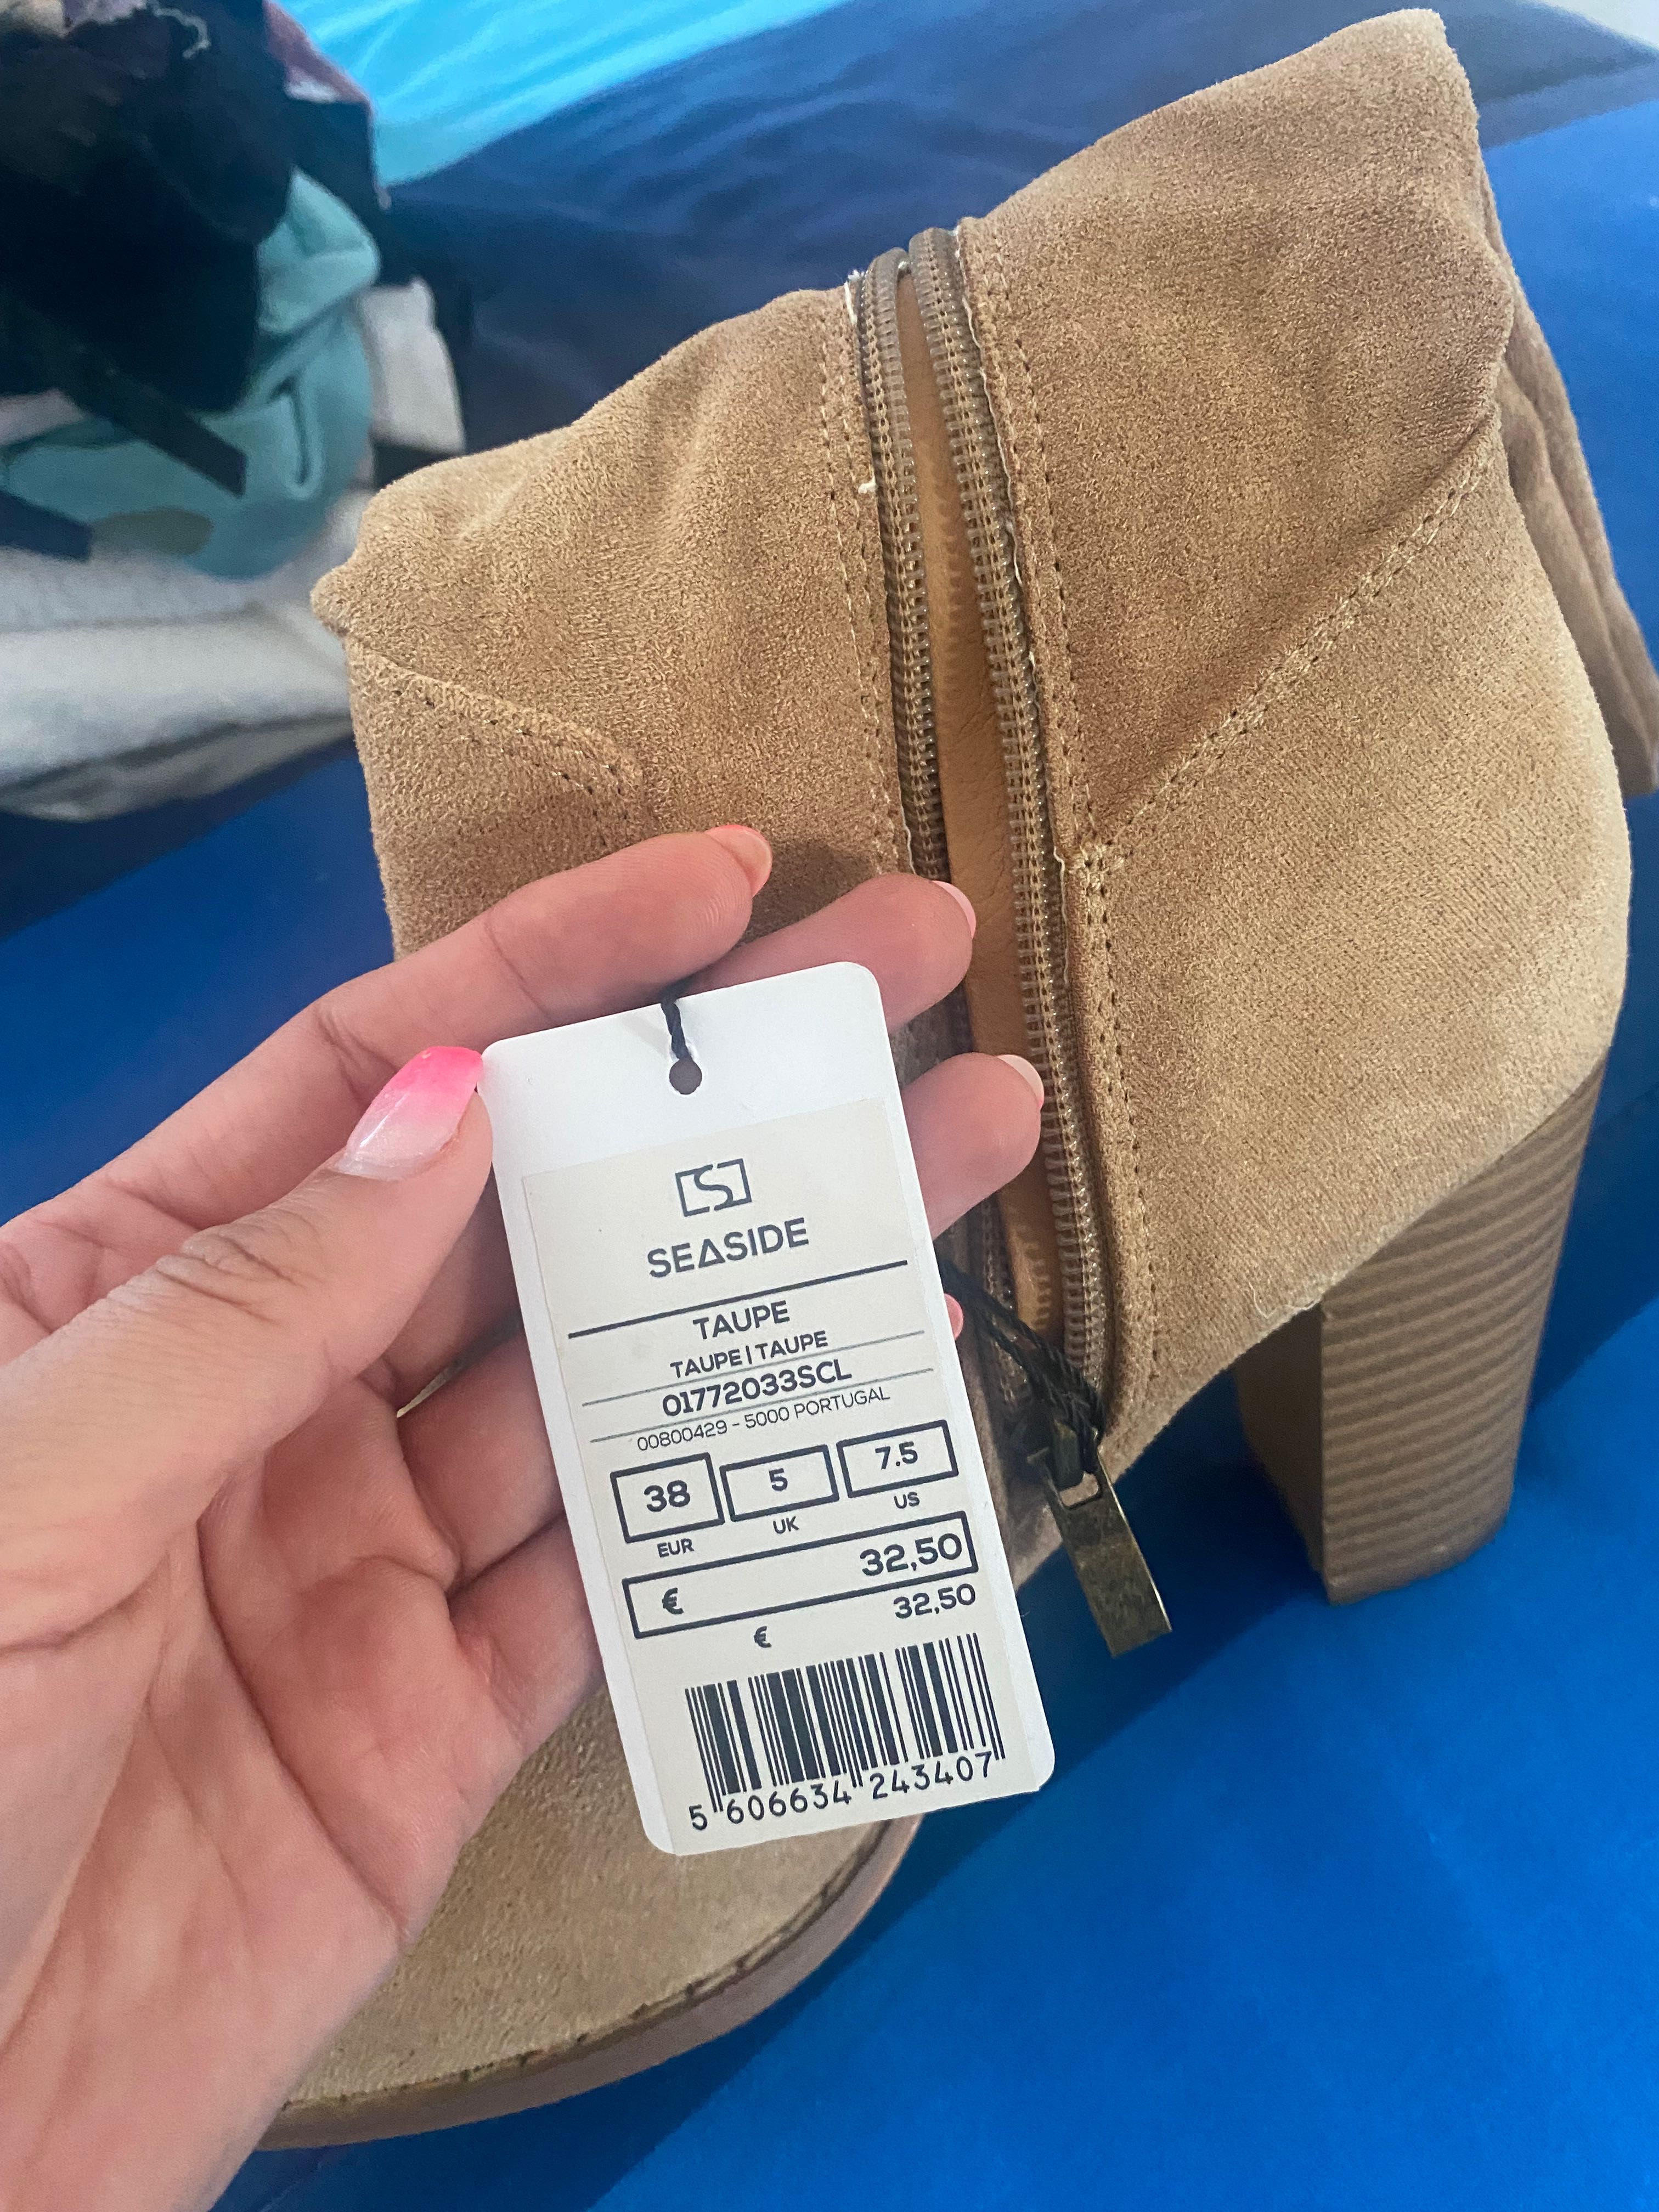 SEASIDE
TAUPE
TAUPE | TAUPE
01772033SCL
00800429 - 5000 PORTUGAL
38 5 7.5
EUR UK US
€ 32,50
€ 32,50
5 606634 243407